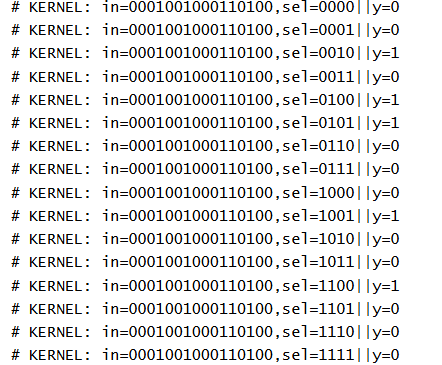 # KERNEL: in=0001001000110100,sel=0000||y=0
# KERNEL: in=0001001000110100,sel=0001||y=0
# KERNEL: in=0001001000110100,sel=0010||y=1
# KERNEL: in=0001001000110100,sel=0011||y=0
# KERNEL: in=0001001000110100,sel=0100||y=1
# KERNEL: in=0001001000110100,sel=0101||y=1
# KERNEL: in=0001001000110100,sel=0110||y=0
# KERNEL: in=0001001000110100,sel=0111||y=0
# KERNEL: in=0001001000110100,sel=1000||y=0
# KERNEL: in=0001001000110100,sel=1001||y=1
# KERNEL: in=0001001000110100,sel=1010||y=0
# KERNEL: in=0001001000110100,sel=1011||y=0
# KERNEL: in=0001001000110100,sel=1100||y=1
# KERNEL: in=0001001000110100,sel=1101||y=0
# KERNEL: in=0001001000110100,sel=1110||y=0
# KERNEL: in=0001001000110100,sel=1111||y=0